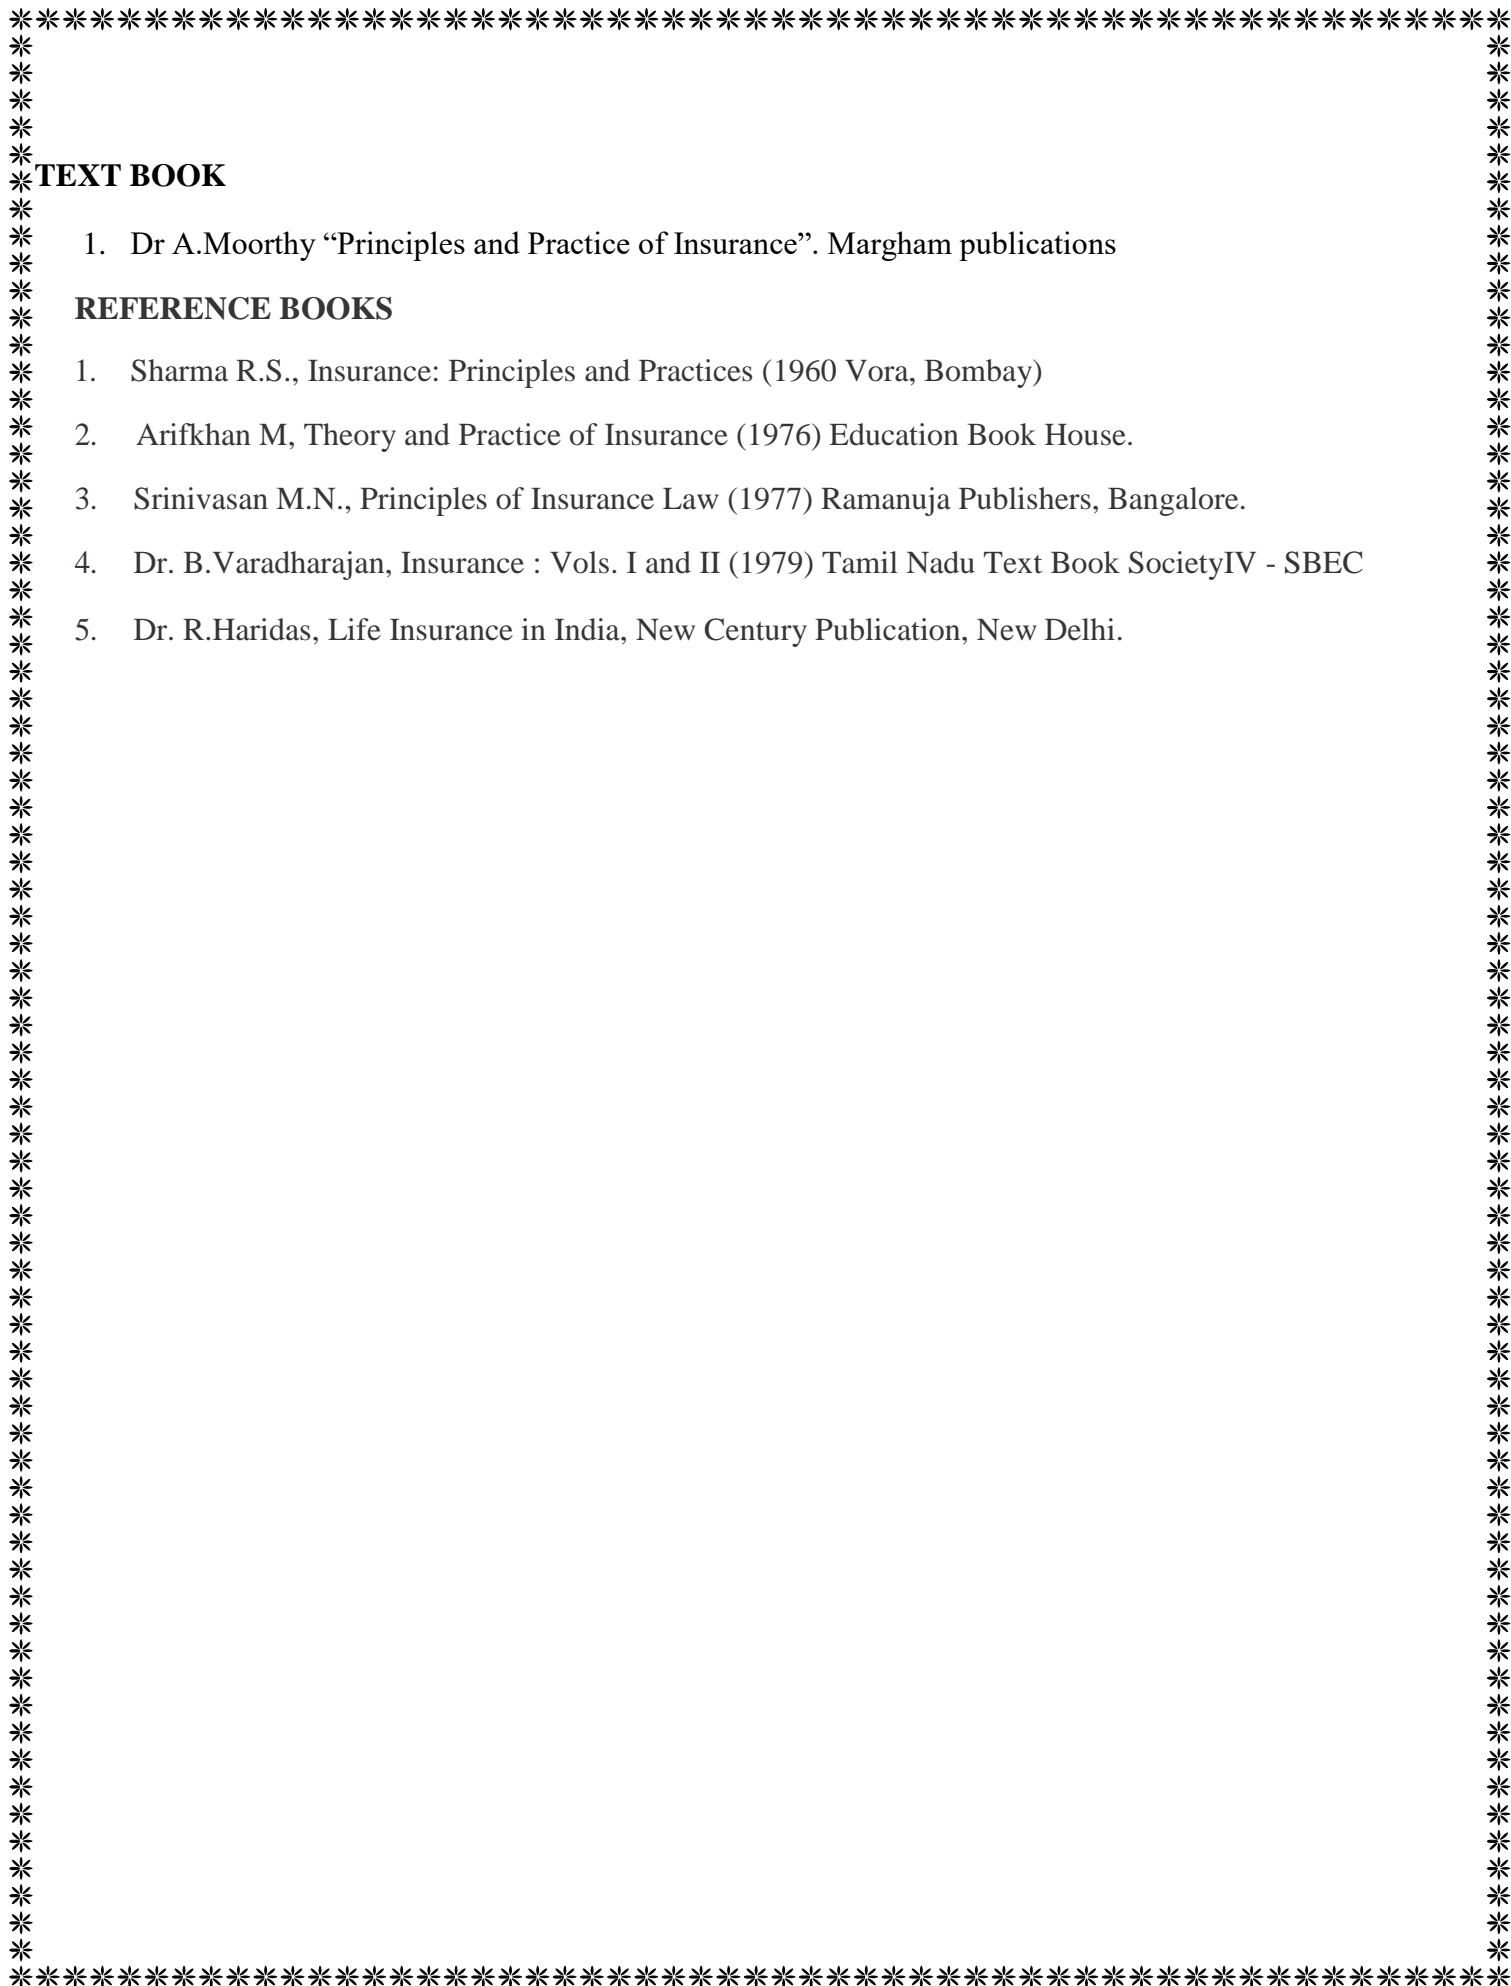 TEXT BOOK
1. Dr A.Moorthy “Principles and Practice of Insurance”. Margham publications
REFERENCE BOOKS
1. Sharma R.S., Insurance: Principles and Practices (1960 Vora, Bombay)
2. Arifkhan M, Theory and Practice of Insurance (1976) Education Book House.
3. Srinivasan M.N., Principles of Insurance Law (1977) Ramanuja Publishers, Bangalore.
4. Dr. B.Varadharajan, Insurance : Vols. I and II (1979) Tamil Nadu Text Book SocietyIV - SBEC
5. Dr. R.Haridas, Life Insurance in India, New Century Publication, New Delhi.